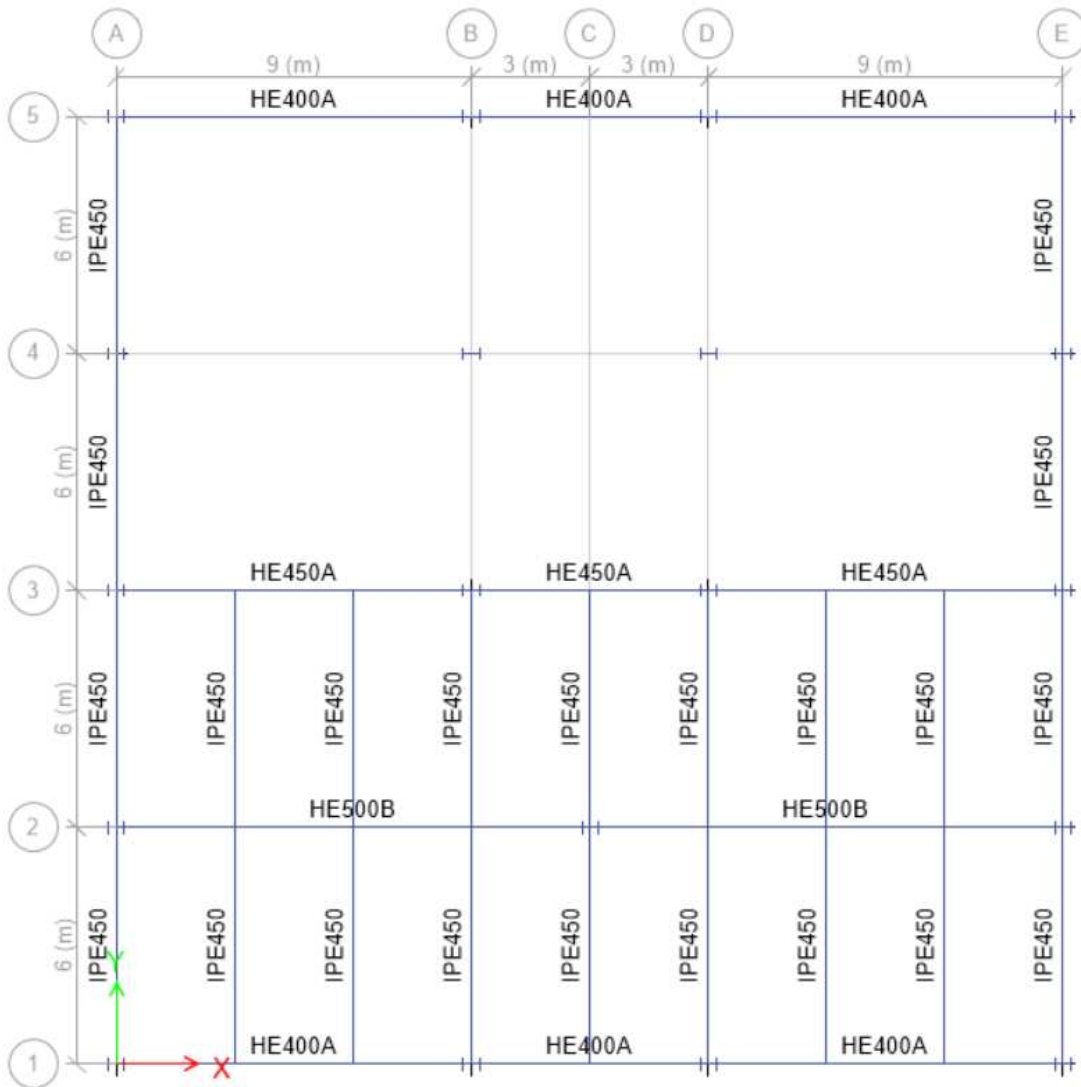 A B C D E
9 (m) 3 (m) 3 (m) 9 (m)
HE400A HE400A HE400A
5
IPE450 6 (m) IPE450
4
IPE450 6 (m) IPE450
HE450A HE450A HE450A
3
IPE450 6 (m) IPE450 IPE450 IPE450 IPE450 IPE450 IPE450 IPE450 IPE450
HE500B HE500B
2
IPE450 6 (m) IPE450 IPE450 IPE450 IPE450 IPE450 IPE450 IPE450 IPE450
Y
HE400A HE400A HE400A
1 X